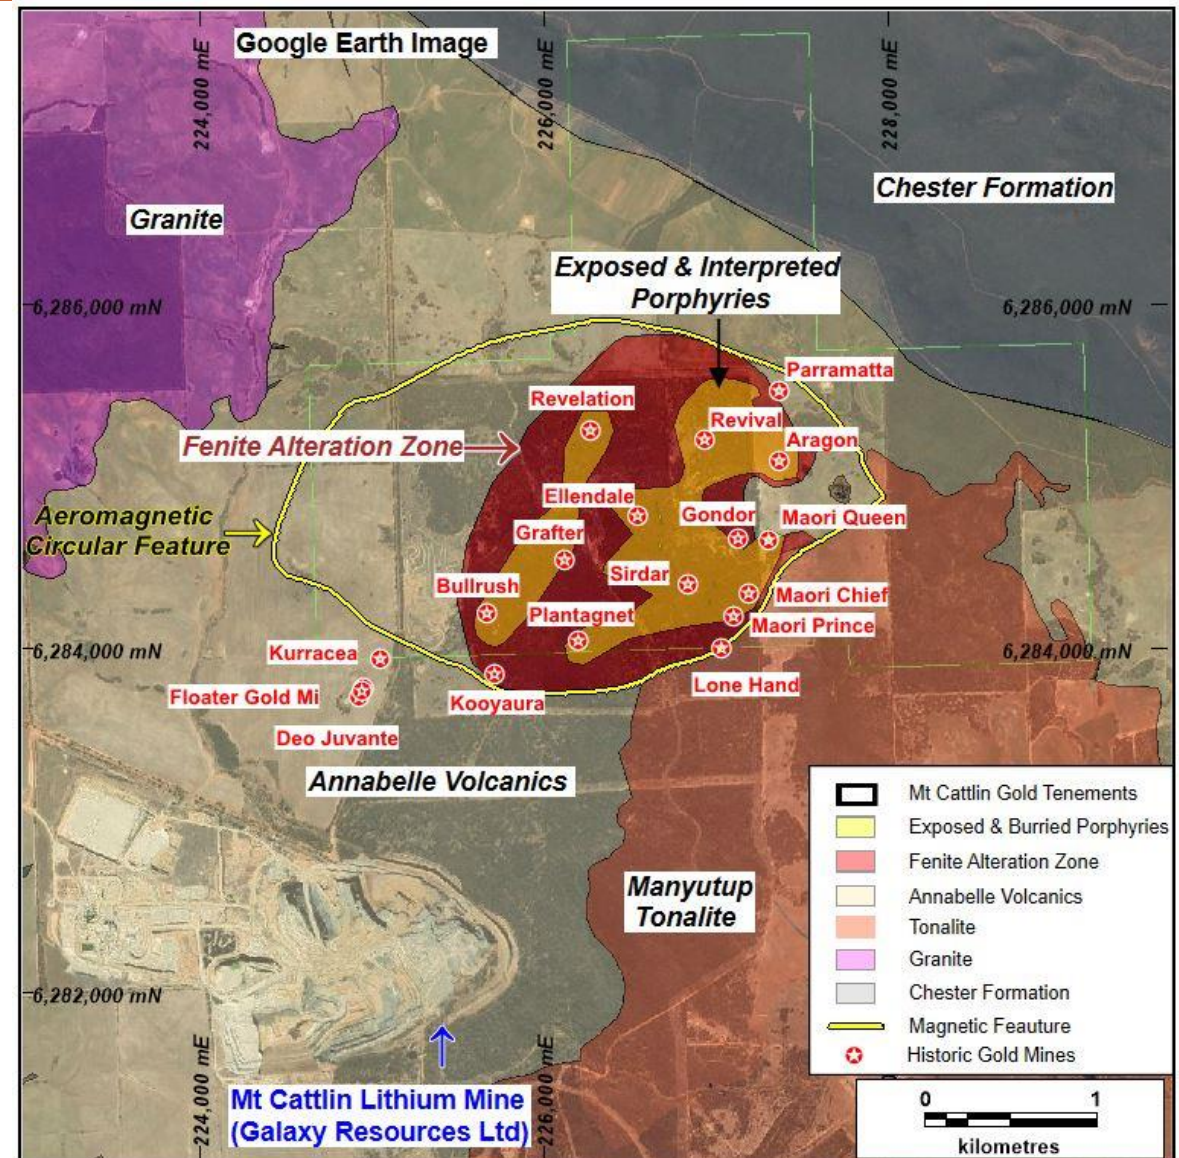 Google Earth Image
224,000 mE
226,000 mE
228,000 mE
Chester Formation
Granite
Exposed & Interpreted
Porphyries
6,286,000 mN
6,286,000 mN
Parramatta
Revelation
Revival
Fenite Alteration Zone
Aragon
Ellendale
Gondor
Maori Queen
Aeromagnetic
Circular Feature
Grafter
Sirdar
Bullrush
Maori Chief
Plantagnet
Maori Prince
6,284,000 mN
Kurracea
6,284,000 mN
Lone Hand
Floater Gold Mi
Kooyaura
Deo Juvante
Annabelle Volcanics
Mt Cattlin Gold Tenements
Exposed & Burried Porphyries
Fenite Alteration Zone
Annabelle Volcanics
Tonalite
Granite
Chester Formation
Magnetic Feauture
Historic Gold Mines
Manyutup
Tonalite
6,282,000 mN
224,000 mE
226,000 mE
Mt Cattlin Lithium Mine
(Galaxy Resources Ltd)
0 1
kilometres